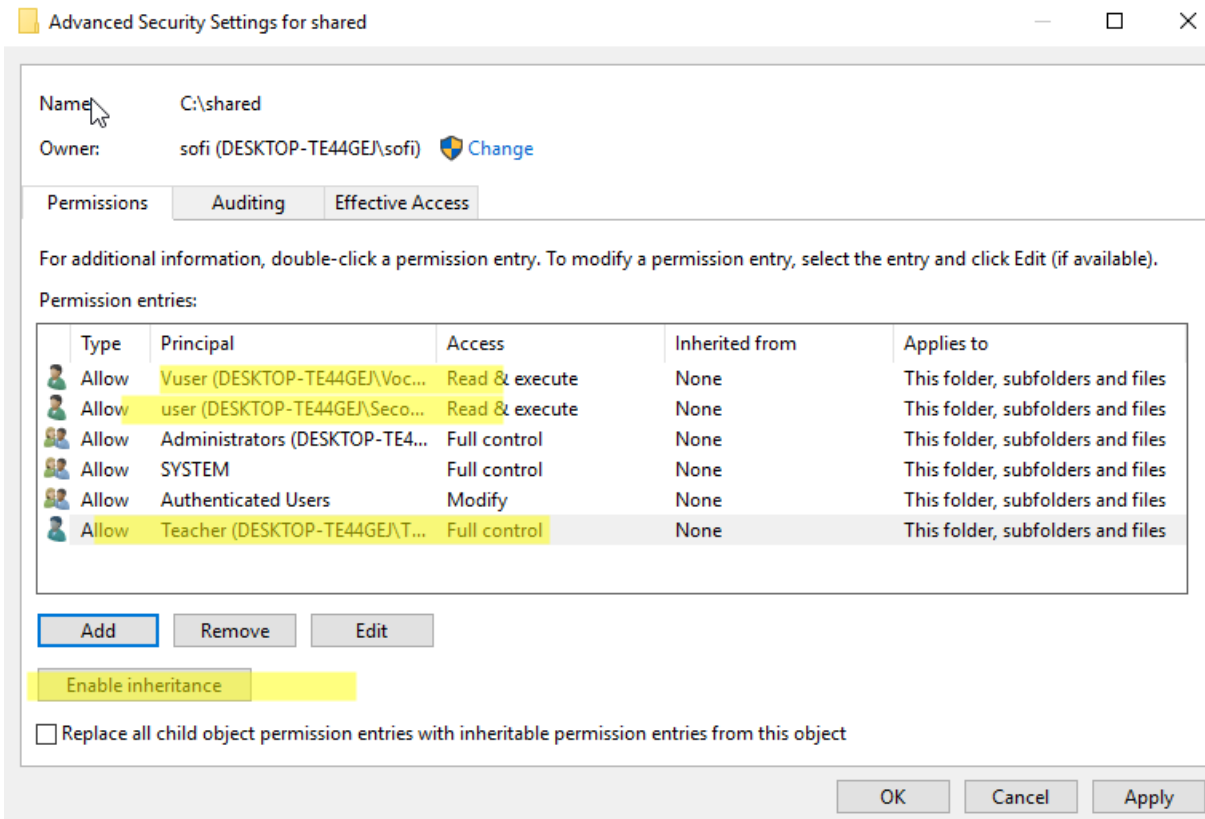 Advanced Security Settings for shared
Name: C:\shared
Owner: sofi (DESKTOP-TE44GEJ\sofi) Change
Permissions Auditing Effective Access
For additional information, double-click a permission entry. To modify a permission entry, select the entry and click Edit (if available).
Permission entries:
Type Principal Access Inherited from Applies to
Allow Vuser (DESKTOP-TE44GEJ\Voc... Read & execute None This folder, subfolders and files
Allow user (DESKTOP-TE44GEJ\Seco... Read & execute None This folder, subfolders and files
Allow Administrators (DESKTOP-TE4... Full control None This folder, subfolders and files
Allow SYSTEM Full control None This folder, subfolders and files
Allow Authenticated Users Modify None This folder, subfolders and files
Allow Teacher (DESKTOP-TE44GEJ\T... Full control None This folder, subfolders and files
Add Remove Edit
Enable inheritance
Replace all child object permission entries with inheritable permission entries from this object
OK Cancel Apply